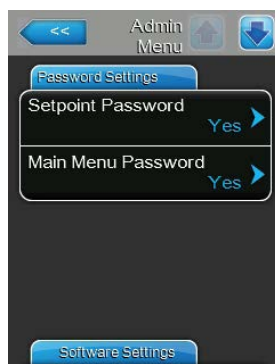 <<
Admin
Menu
Password Settings
Setpoint Password
Yes
Main Menu Password
Yes
Software Settings